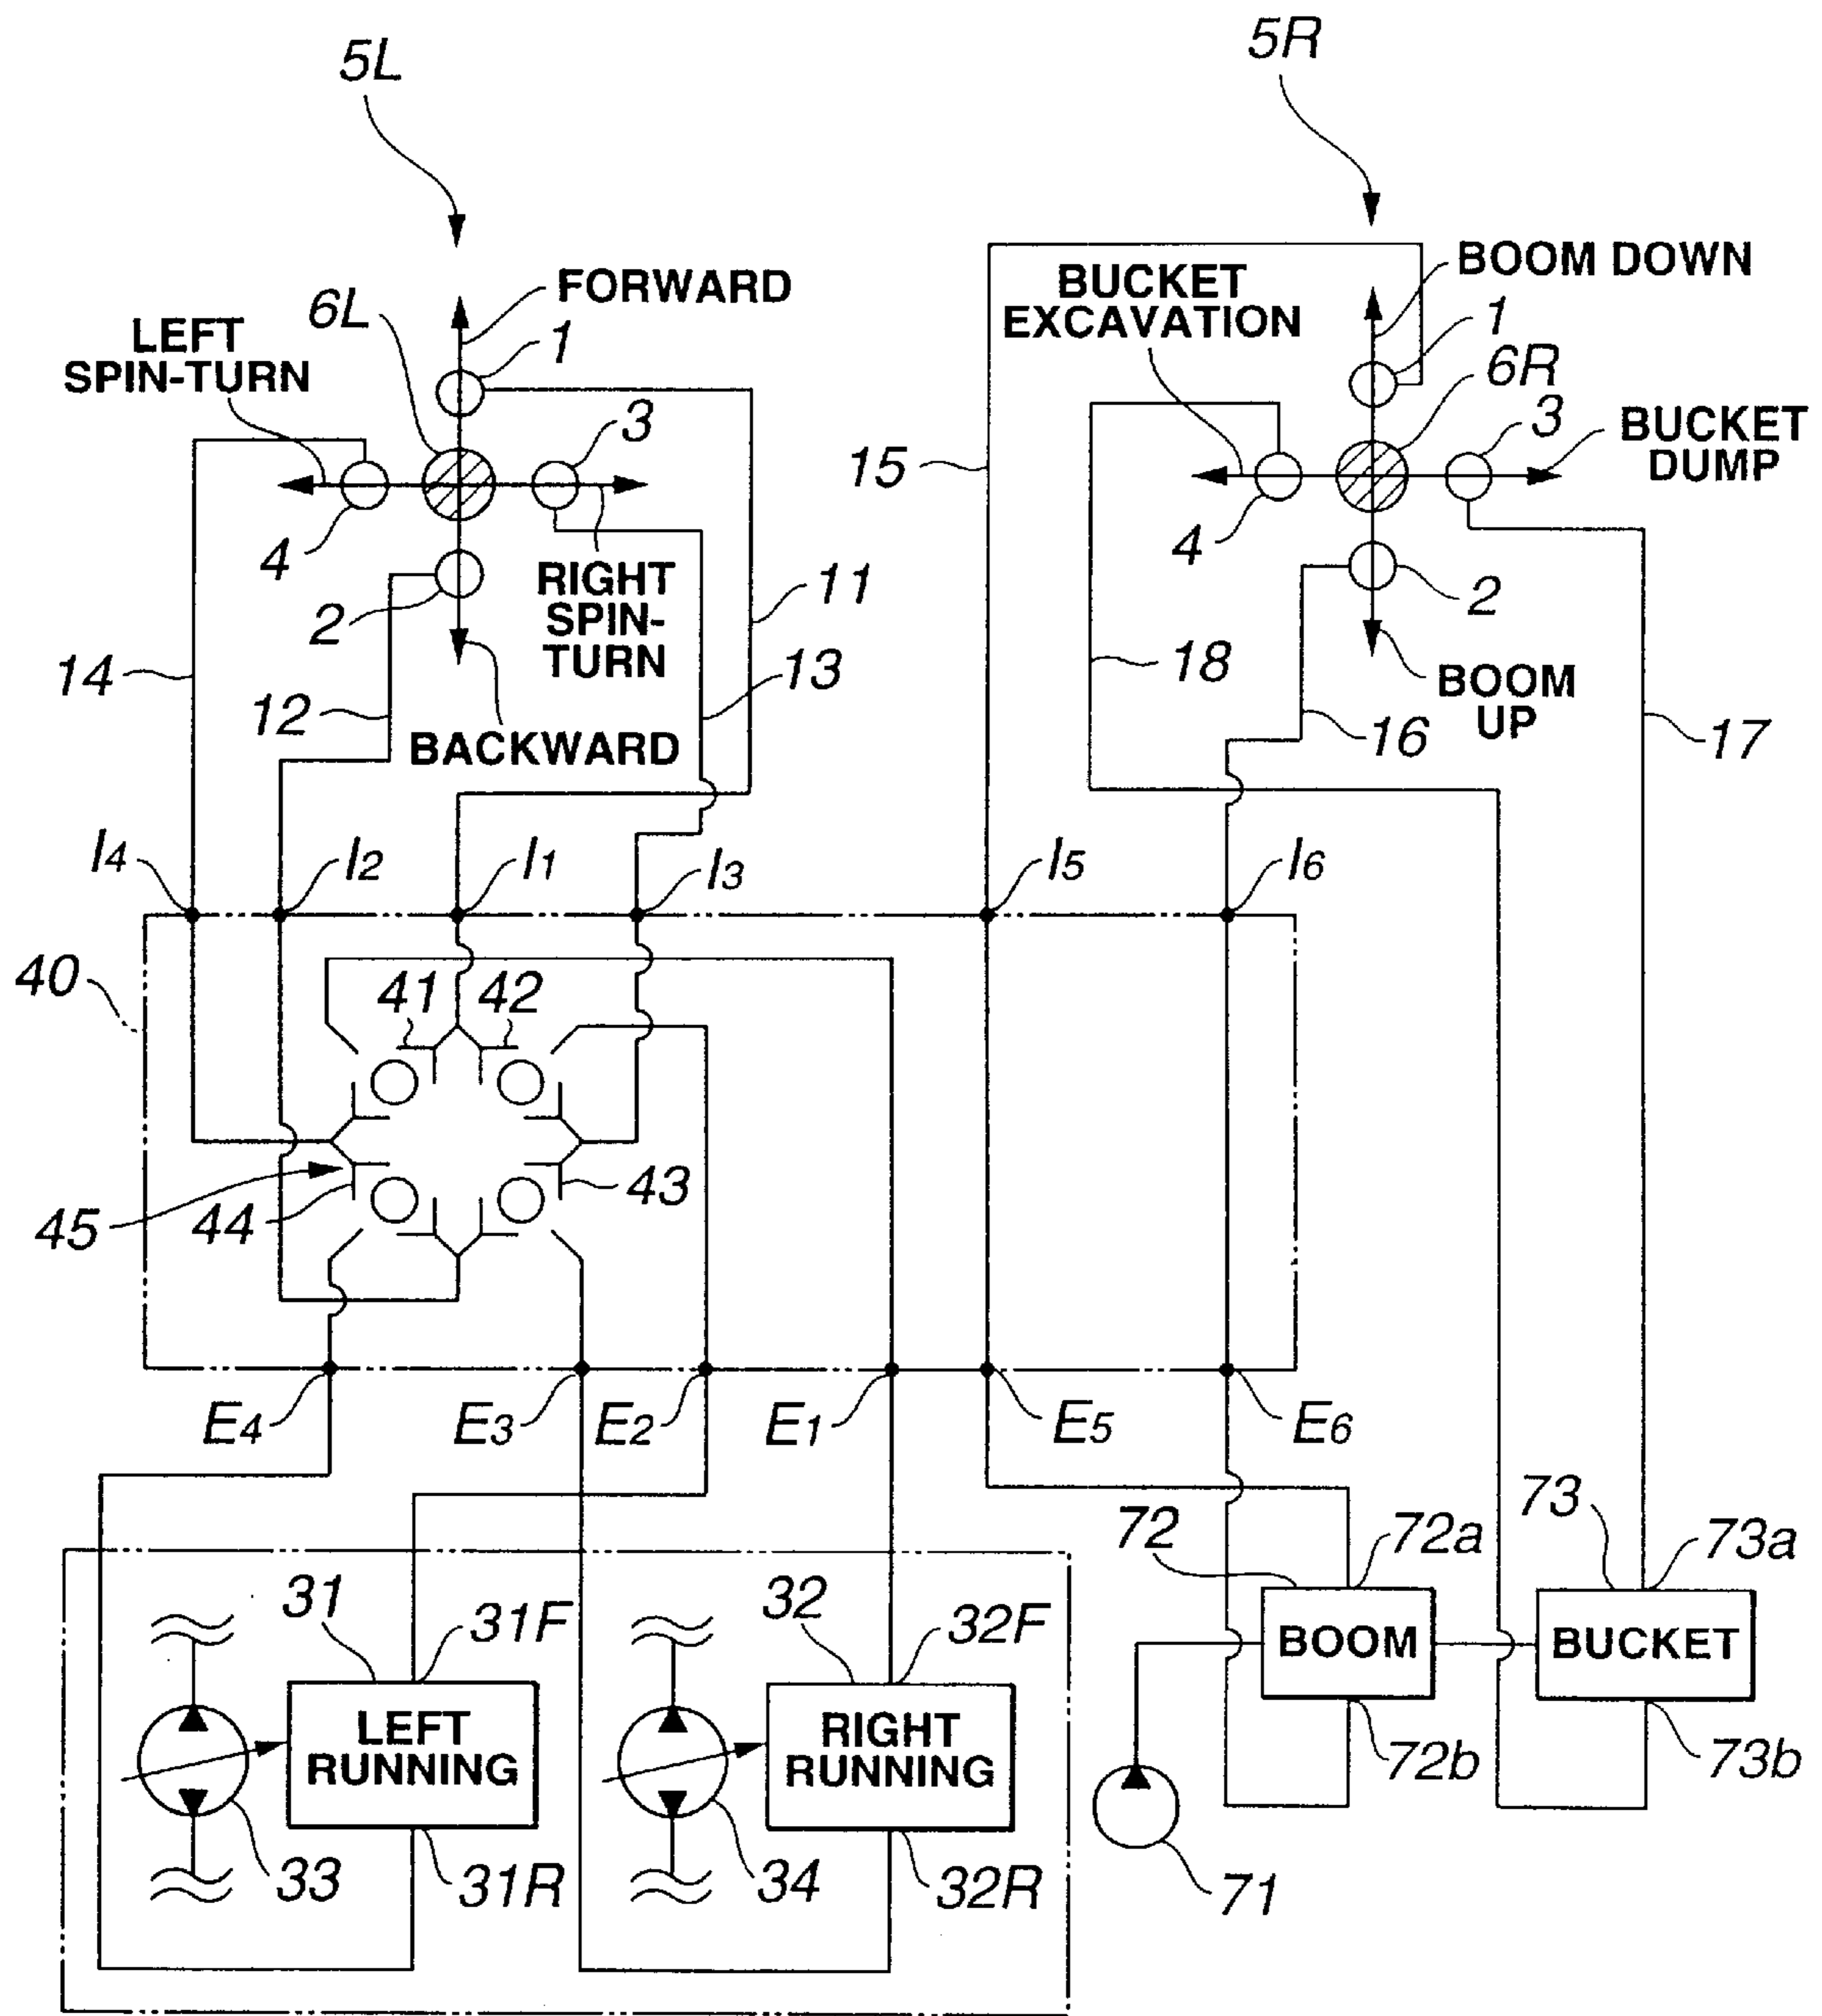 5L
5R
FORWARD
BOOM DOWN
BUCKET
EXCAVATION
6L
1
1
LEFT
SPIN-TURN
6R
3
3
BUCKET
DUMP
15
4
4
RIGHT
SPIN-
TURN
11
2
2
14
13
18
BOOM
UP
12
BACKWARD
16
17
I4
I2
I1
I3
I5
I6
40
41
42
43
45
44
E4
E3
E2
E1
E5
E6
72
72a
73
73a
31
31F
32
32F
BOOM
BUCKET
LEFT
RUNNING
RIGHT
RUNNING
72b
73b
33
31R
34
32R
71